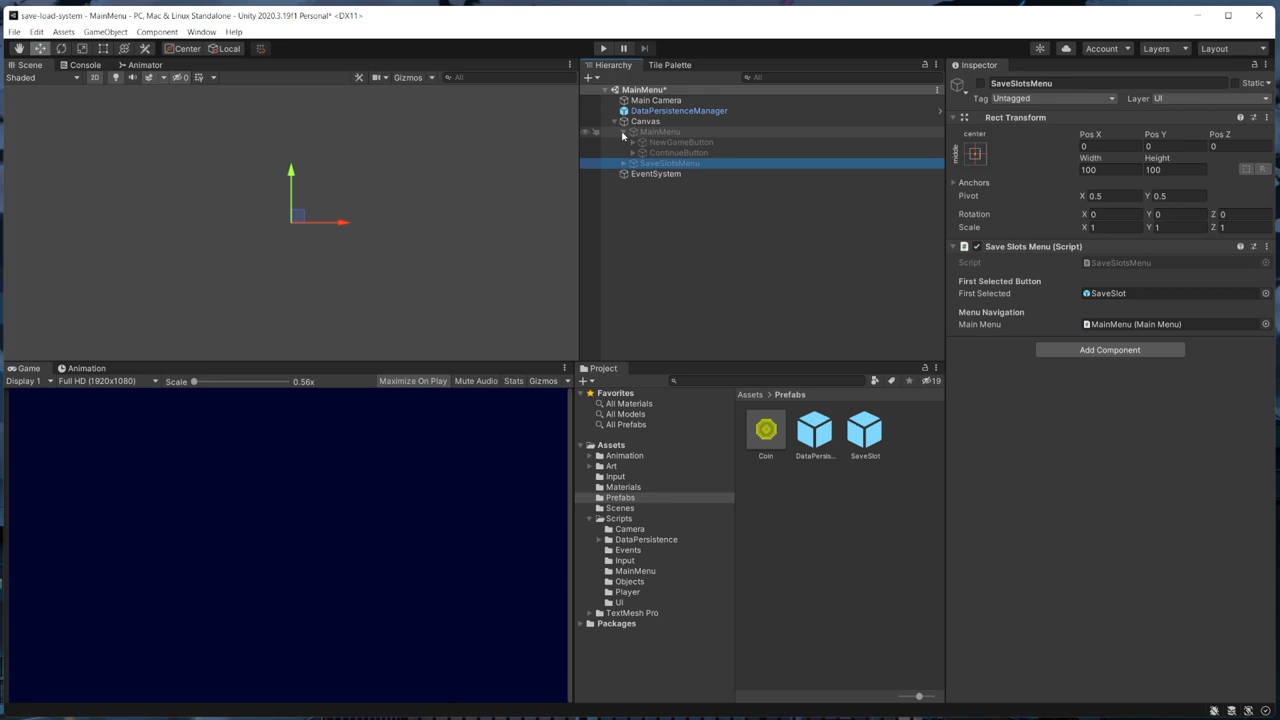 save-load-system - MainMenu - PC, Mac & Linux Standalone - Unity 2020.3.19f1 Personal* <DX11>
File Edit Assets GameObject Component Window Help
Center Local Account Layers Layout
Scene Console Animator
Shaded 2D 0 Gizmos All
Hierarchy Tile Palette
All
MainMenu*
Main Camera
DataPersistenceManager
Canvas
MainMenu
NewGameButton
ContinueButton
SaveSlotsMenu
EventSystem
Inspector
SaveSlotsMenu Static
Tag Untagged Layer UI
Rect Transform
center
middle
Pos X Pos Y Pos Z
0 0 0
Width Height
100 100 R
Anchors
Pivot X 0.5 Y 0.5
Rotation X 0 Y 0 Z 0
Scale X 1 Y 1 Z 1
Save Slots Menu (Script)
Script SaveSlotsMenu
First Selected Button
First Selected SaveSlot
Menu Navigation
Main Menu MainMenu (Main Menu)
Add Component
Game Animation
Display 1 Full HD (1920x1080) Scale 0.56x Maximize On Play Mute Audio Stats Gizmos
Project
19
Favorites
All Materials
All Models
All Prefabs
Assets
Animation
Art
Input
Materials
Prefabs
Scenes
Scripts
Camera
DataPersistence
Events
Input
MainMenu
Objects
Player
UI
TextMesh Pro
Packages
Assets > Prefabs
Coin DataPersis... SaveSlot